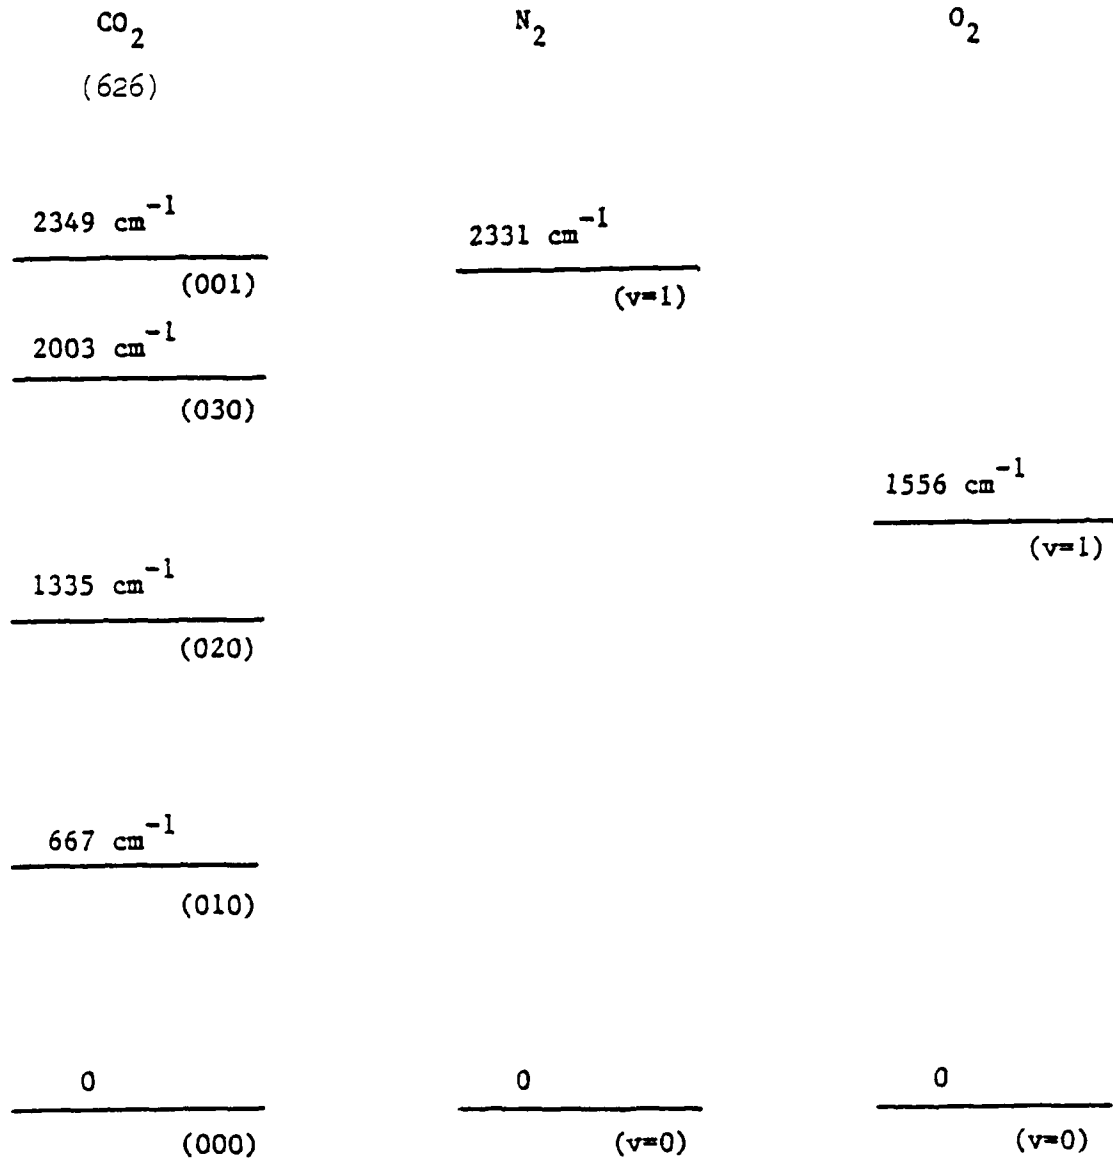 CO₂ N₂ O₂
(626)
2349 cm⁻¹ 2331 cm⁻¹
(001) (v=1)
2003 cm⁻¹
(030)
1556 cm⁻¹
(v=1)
1335 cm⁻¹
(020)
667 cm⁻¹
(010)
0 0 0
(000) (v=0) (v=0)